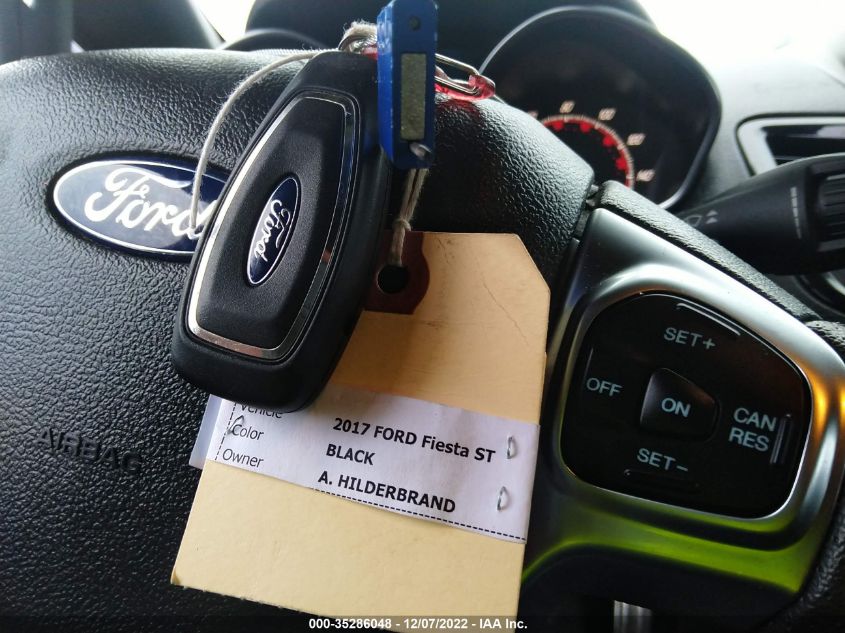 Ford
Ford
80
AIRBAG
SET+
OFF
ON
CAN
RES
SET-
Vehicle 2017 FORD Fiesta ST
Color BLACK
Owner A. HILDERBRAND
000-35286048 - 12/07/2022 - IAA Inc.